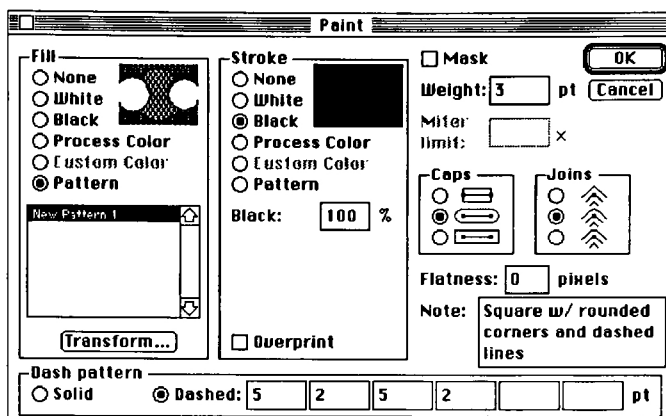 Paint
Fill
None
White
Black
Process Color
Custom Color
Pattern
New Pattern 1
Transform...
Stroke
None
White
Black
Process Color
Custom Color
Pattern
Black: 100 %
Overprint
Mask
OK
Weight: 3 pt
Cancel
Miter
limit: x
Caps
Joins
Flatness: 0 pixels
Note: Square w/ rounded
corners and dashed
lines
Dash pattern
Solid
Dashed: 5 2 5 2 pt